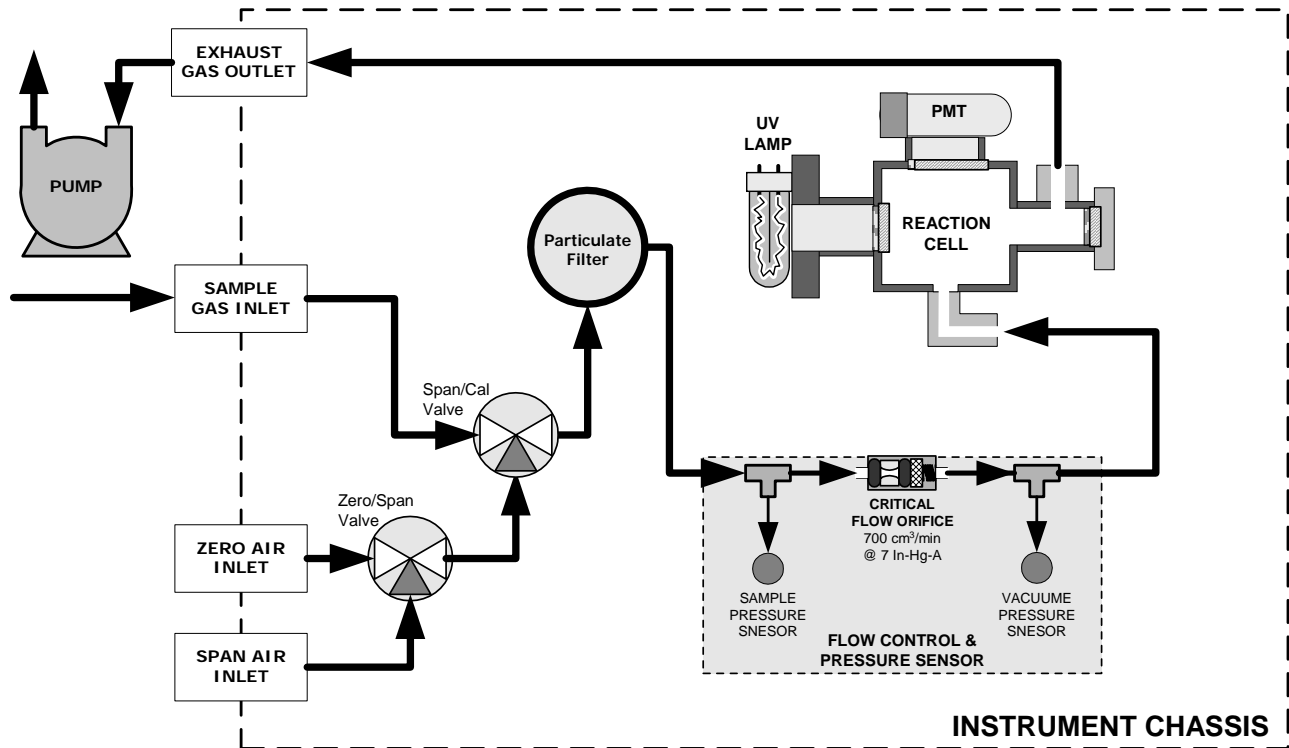 EXHAUST
GAS OUTLET
PUMP
UV
LAMP
PMT
REACTION
CELL
Particulate
Filter
SAMPLE
GAS INLET
Span/Cal
Valve
Zero/Span
Valve
ZERO AIR
INLET
SPAN AIR
INLET
CRITICAL
FLOW ORIFICE
700 cm³/min
@ 7 In-Hg-A
SAMPLE
PRESSURE
SNESOR
VACUUME
PRESSURE
SNESOR
FLOW CONTROL &
PRESSURE SENSOR
INSTRUMENT CHASSIS